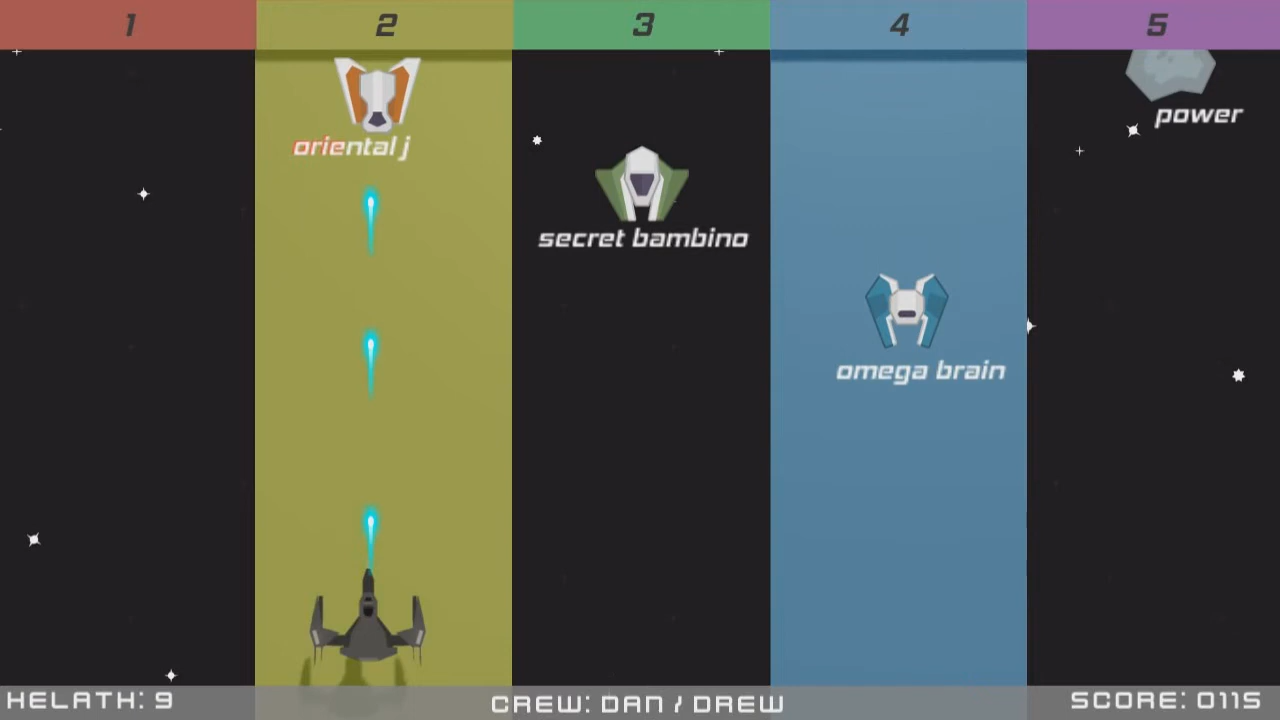 1 2 3 4 5
power
oriental j
secret bambino
omega brain
HELATH: 9 CREW: DAN / DREW SCORE: 0115